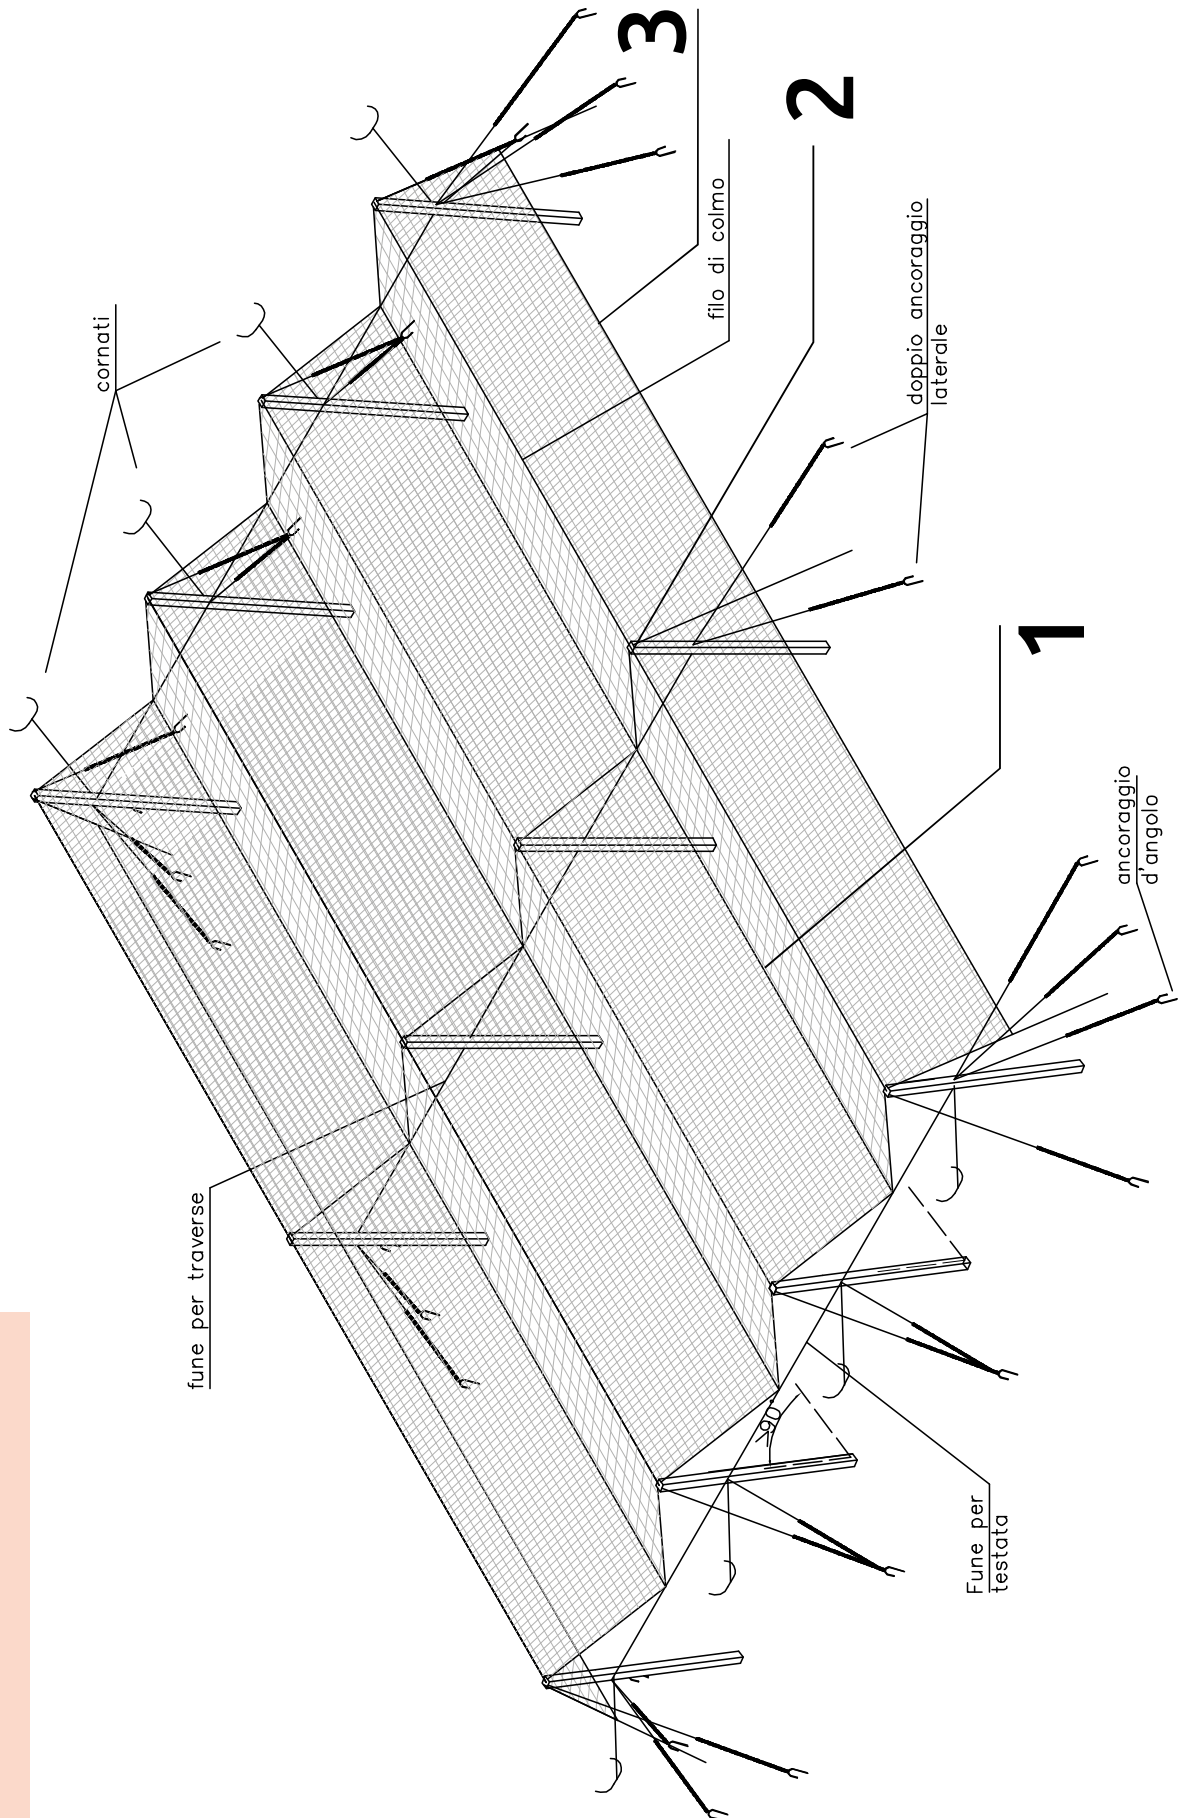 cornati
3
2
filo di colmo
doppio ancoraggio
laterale
1
ancoraggio
d'angolo
fune per traverse
>90°
Fune per
testata